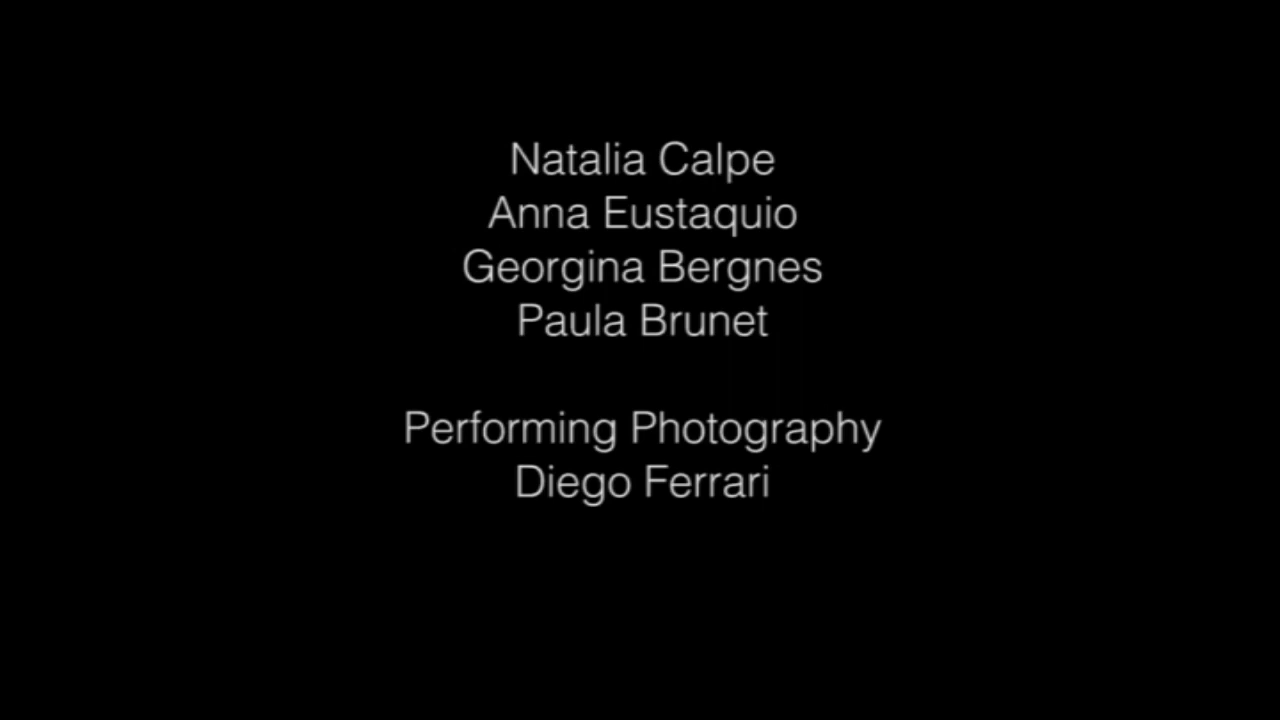 Natalia Calpe
Anna Eustaquio
Georgina Bergnes
Paula Brunet
Performing Photography
Diego Ferrari